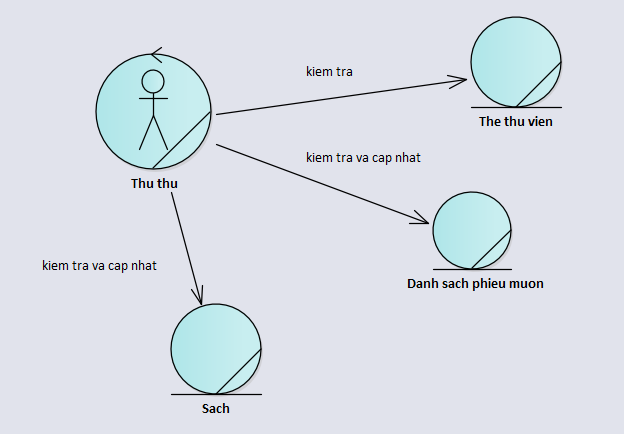 kiem tra
The thu vien
kiem tra va cap nhat
Thu thu
kiem tra va cap nhat
Danh sach phieu muon
Sach